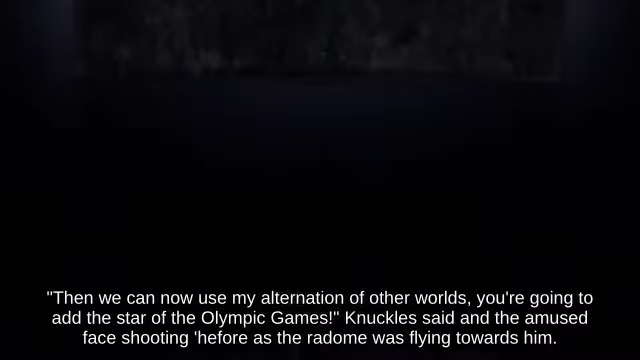 "Then we can now use my alternation of other worlds, you're going to
add the star of the Olympic Games!" Knuckles said and the amused
face shooting 'hefore as the radome was flying towards him.